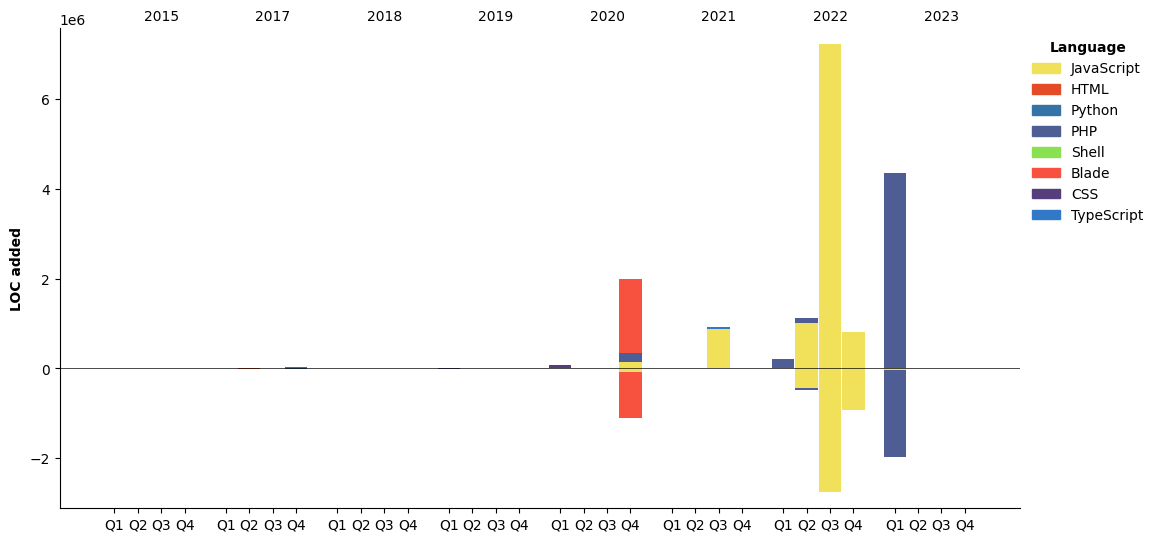 1e6
2015 2017 2018 2019 2020 2021 2022 2023
Language
JavaScript
HTML
Python
PHP
Shell
Blade
CSS
TypeScript
LOC added
6
4
2
0
−2
Q1 Q2 Q3 Q4 Q1 Q2 Q3 Q4 Q1 Q2 Q3 Q4 Q1 Q2 Q3 Q4 Q1 Q2 Q3 Q4 Q1 Q2 Q3 Q4 Q1 Q2 Q3 Q4 Q1 Q2 Q3 Q4